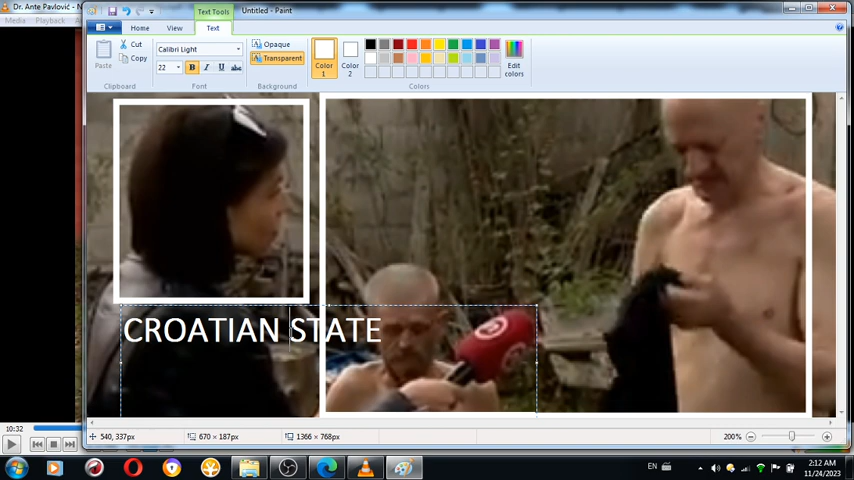 Dr. Ante Pavlović - N
Media
Playback
Text Tools
Untitled - Paint
Home
View
Text
Paste
Cut
Copy
Clipboard
Calibri Light
22
B
I
U
abc
Font
Opaque
Transparent
Background
Color 1
Color 2
Edit colors
Colors
CROATIAN STATE
10:32
540, 337px
670 × 187px
1366 × 768px
200%
EN
2:12 AM
11/24/2023